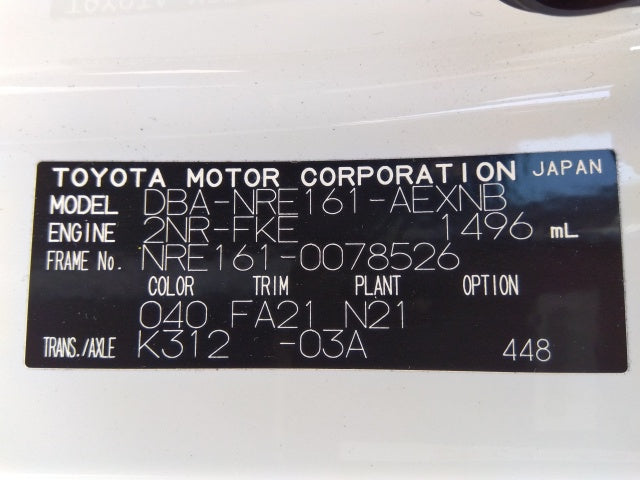 TOYOTA MOTOR CORPORATION JAPAN
MODEL DBA-NRE161-AEXNB
ENGINE 2NR-FKE 1496 mL
FRAME No. NRE161-0078526
COLOR TRIM PLANT OPTION
040 FA21 N21
TRANS./AXLE K312 -03A 448